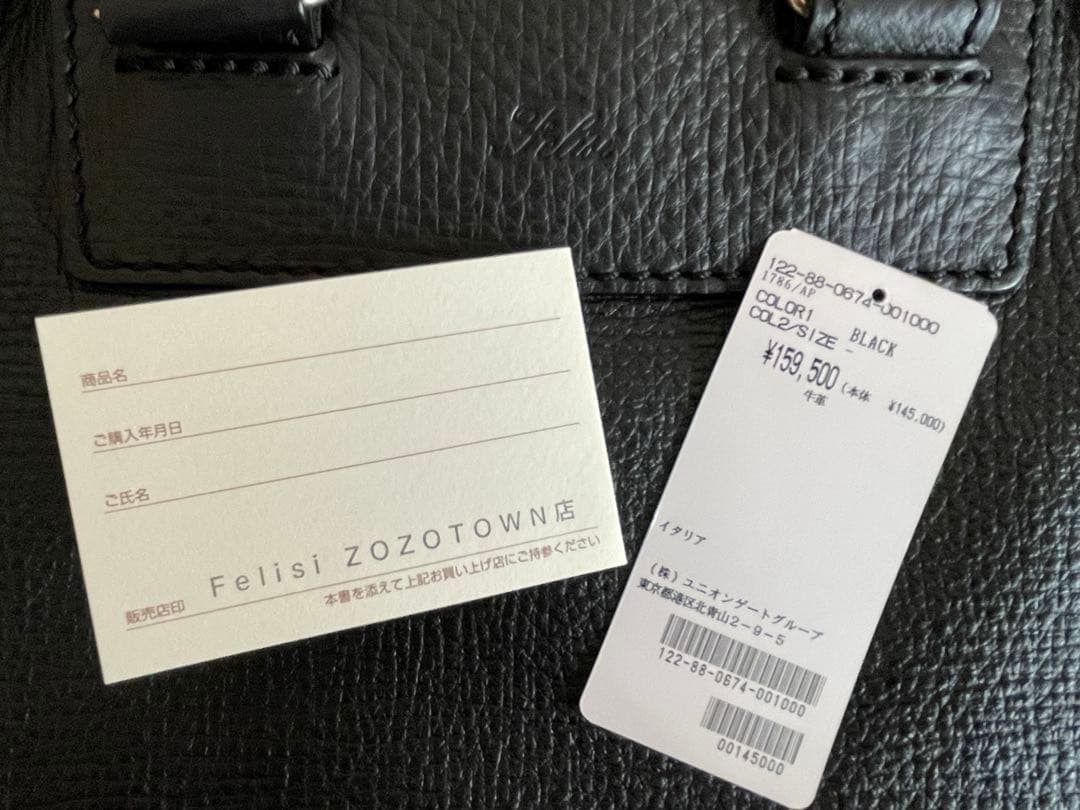 Felisi
商品名
ご購入年月日
ご氏名
販売店印 Felisi ZOZOTOWN店
本書を添えて上記お買い上げ店にご持参ください
122-88-0674-001000
1786/AP
COLOR1 BLACK
COL2/SIZE -
¥159,500(本体 ¥145,000)
牛革
イタリア
(株)ユニオンゲートグループ
東京都港区北青山2-9-5
122-88-0674-001000
00145000